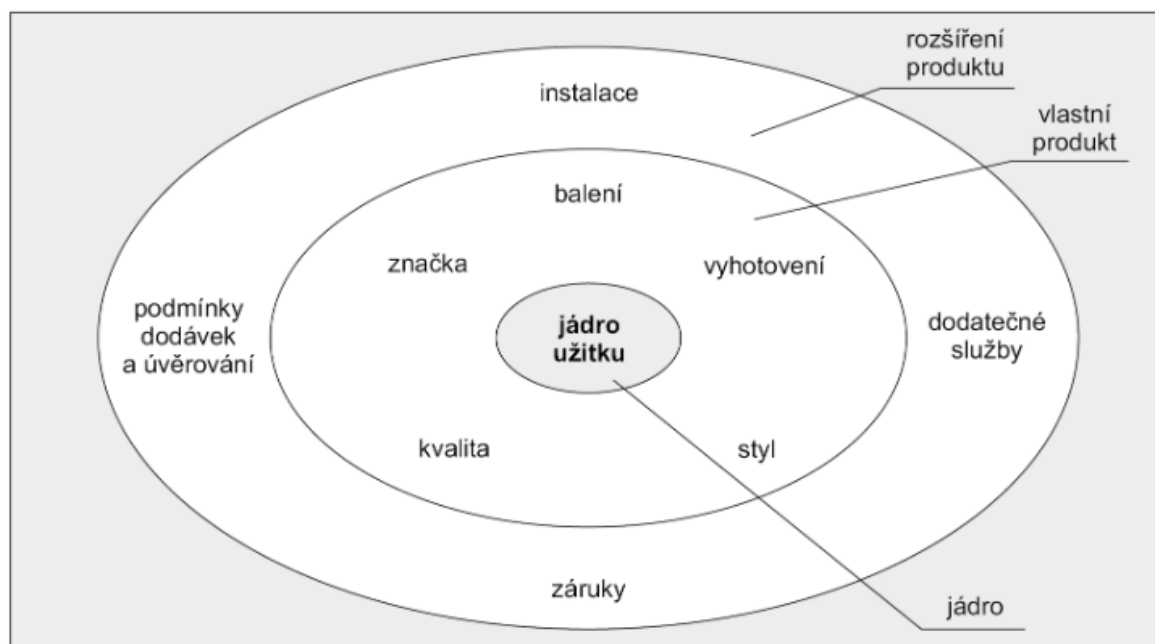 rozšíření
produktu
instalace
vlastní
produkt
balení
značka
vyhotovení
podmínky
dodávek
a úvěrování
jádro
užitku
dodatečné
služby
kvalita
styl
záruky
jádro